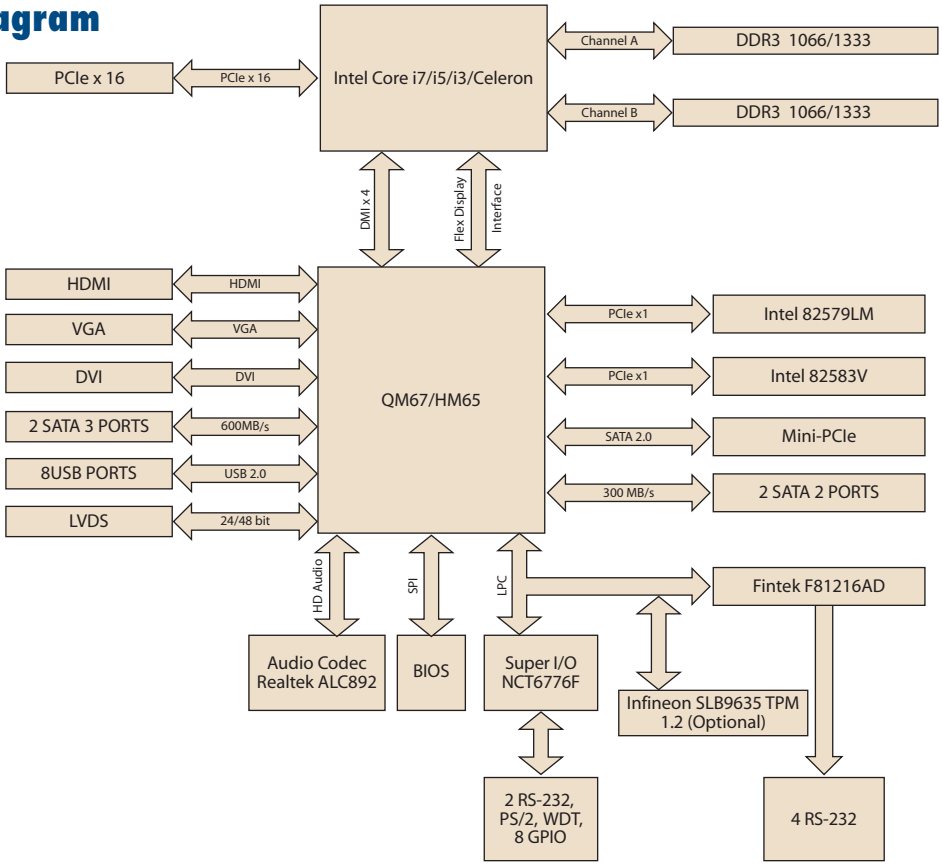 agram
PCIe x 16
PCIe x 16
Intel Core i7/i5/i3/Celeron
Channel A
DDR3 1066/1333
Channel B
DDR3 1066/1333
DMI x 4
Flex Display
Interface
HDMI
HDMI
VGA
VGA
DVI
DVI
2 SATA 3 PORTS
600MB/s
8USB PORTS
USB 2.0
LVDS
24/48 bit
QM67/HM65
PCIe x1
Intel 82579LM
PCIe x1
Intel 82583V
SATA 2.0
Mini-PCIe
300 MB/s
2 SATA 2 PORTS
HD Audio
SPI
LPC
Fintek F81216AD
Audio Codec
Realtek ALC892
BIOS
Super I/O
NCT6776F
Infineon SLB9635 TPM
1.2 (Optional)
2 RS-232,
PS/2, WDT,
8 GPIO
4 RS-232